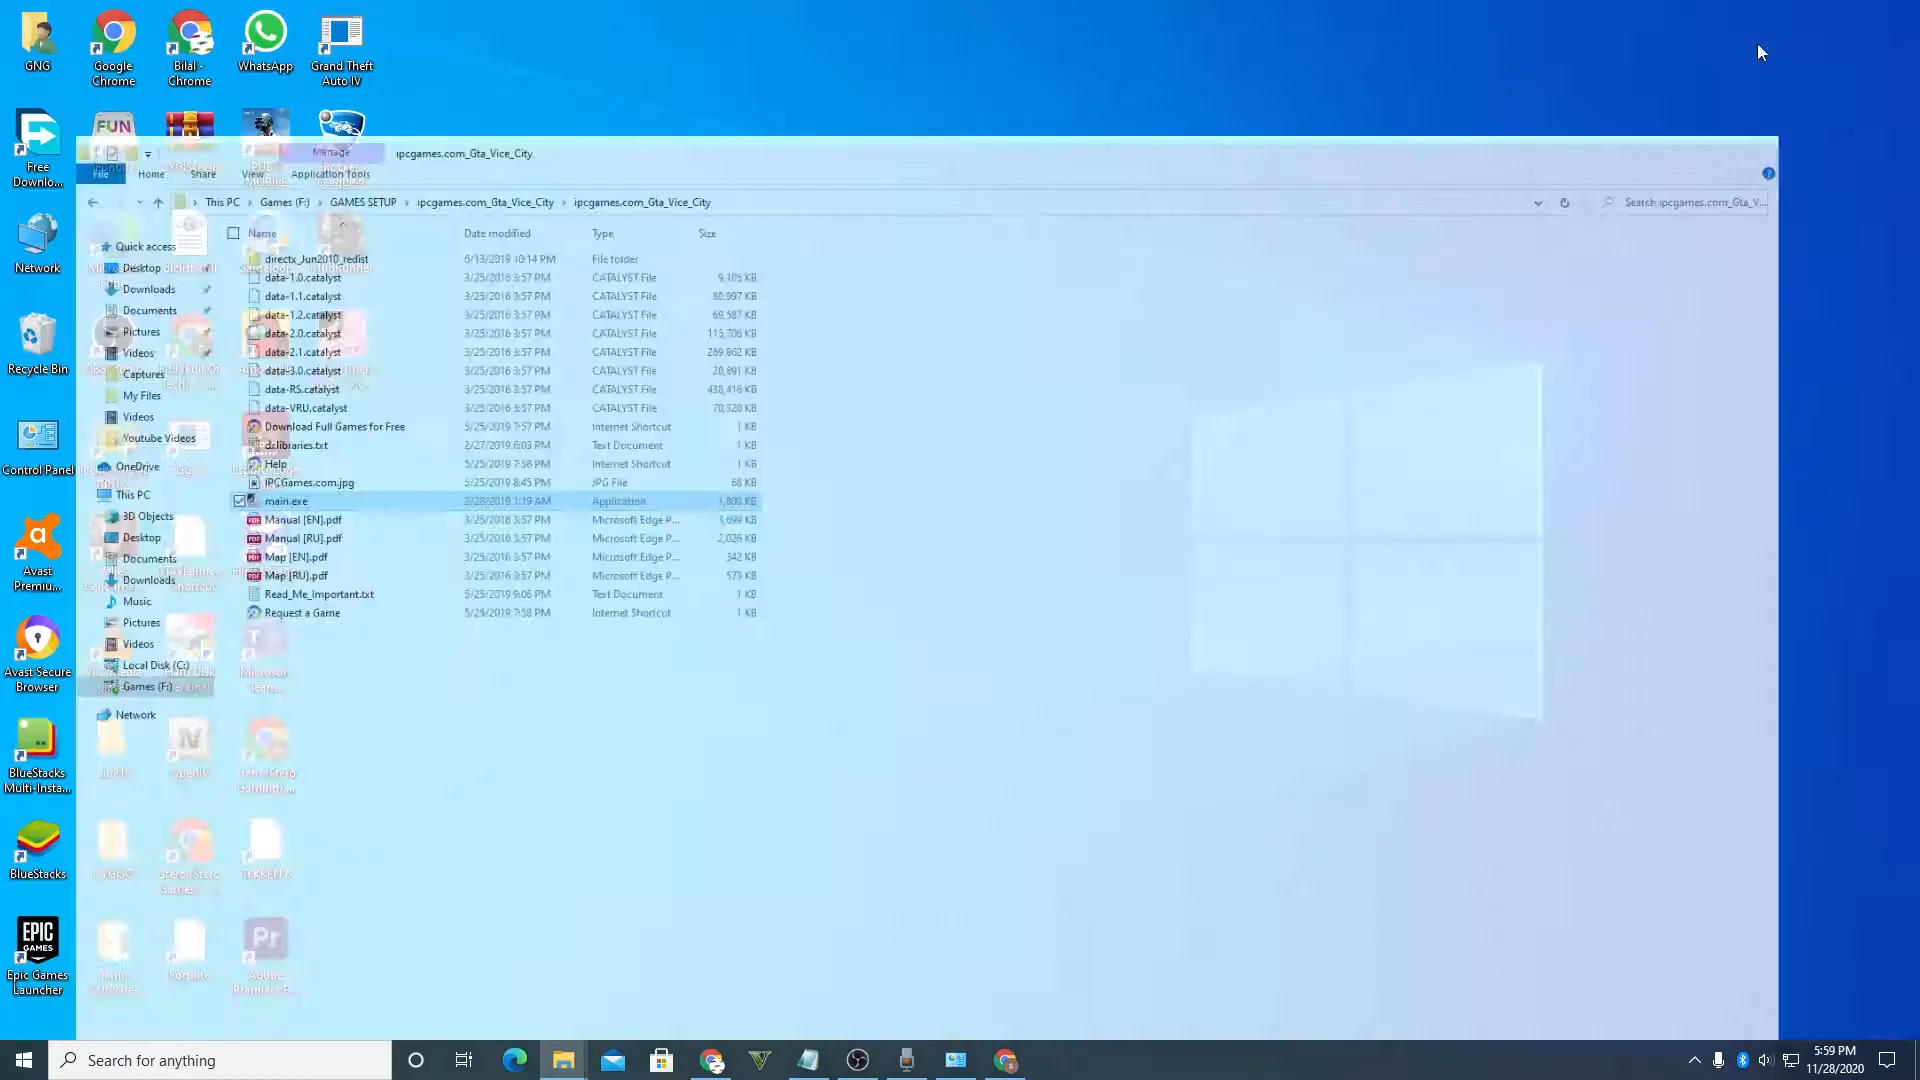 GNG
Google
Chrome
Bilal -
Chrome
WhatsApp
Grand Theft
Auto IV
FUN
Free
Downlo...
Network
Recycle Bin
Control Panel
Avast
Premiu...
Avast Secure
Browser
BlueStacks
Multi-Insta...
BlueStacks
EPIC
GAMES
Epic Games
Launcher
Manage
ipcgames.com_Gta_Vice_City
File
Home
Share
View
Application Tools
This PC
Games (F:)
GAMES SETUP
ipcgames.com_Gta_Vice_City
ipcgames.com_Gta_Vice_City
Search ipcgames.com_Gta_V...
Quick access
Desktop
Downloads
Documents
Pictures
Videos
Captures
My Files
Videos
Youtube Videos
OneDrive
This PC
3D Objects
Desktop
Documents
Downloads
Music
Pictures
Videos
Local Disk (C:)
Games (F:)
Network
Name Date modified Type Size
directx_Jun2010_redist 6/13/2019 10:14 PM File folder
data-1.0.catalyst 3/25/2016 3:57 PM CATALYST File 9,105 KB
data-1.1.catalyst 3/25/2016 3:57 PM CATALYST File 80,997 KB
data-1.2.catalyst 3/25/2016 3:57 PM CATALYST File 69,587 KB
data-2.0.catalyst 3/25/2016 3:57 PM CATALYST File 115,706 KB
data-2.1.catalyst 3/25/2016 3:57 PM CATALYST File 269,862 KB
data-3.0.catalyst 3/25/2016 3:57 PM CATALYST File 20,891 KB
data-RS.catalyst 3/25/2016 3:57 PM CATALYST File 438,416 KB
data-VRU.catalyst 3/25/2016 3:57 PM CATALYST File 70,320 KB
Download Full Games for Free 5/25/2019 7:57 PM Internet Shortcut 1 KB
dxlibraries.txt 2/27/2019 6:03 PM Text Document 1 KB
Help 5/25/2019 7:58 PM Internet Shortcut 1 KB
IPCGames.com.jpg 5/25/2019 8:45 PM JPG File 68 KB
main.exe 2/28/2019 1:19 AM Application 1,808 KB
Manual [EN].pdf 3/25/2016 3:57 PM Microsoft Edge P... 3,699 KB
Manual [RU].pdf 3/25/2016 3:57 PM Microsoft Edge P... 2,026 KB
Map [EN].pdf 3/25/2016 3:57 PM Microsoft Edge P... 342 KB
Map [RU].pdf 3/25/2016 3:57 PM Microsoft Edge P... 573 KB
Read_Me_Important.txt 5/25/2019 9:06 PM Text Document 1 KB
Request a Game 5/25/2019 7:58 PM Internet Shortcut 1 KB
Fortnite
Pr
Adobe
Premiere P...
Search for anything
5:59 PM
11/28/2020